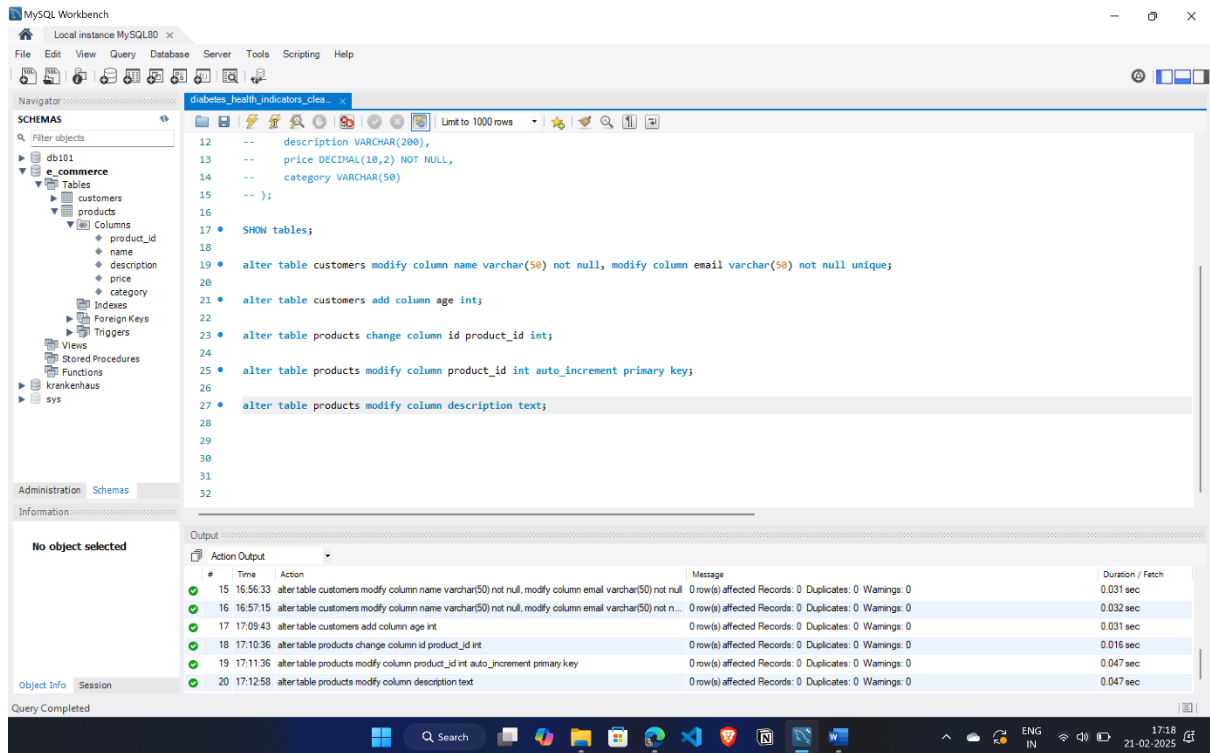 MySQL Workbench
Local instance MySQL80
File Edit View Query Database Server Tools Scripting Help
Navigator
SCHEMAS
Filter objects
db101
e_commerce
Tables
customers
products
Columns
product_id
name
description
price
category
Indexes
Foreign Keys
Triggers
Views
Stored Procedures
Functions
krankenhaus
sys
Administration Schemas
Information
No object selected
Object Info Session
diabetes_health_indicators_clea...
Limit to 1000 rows
12 -- description VARCHAR(200),
13 -- price DECIMAL(10,2) NOT NULL,
14 -- category VARCHAR(50)
15 -- );
16
17 SHOW tables;
18
19 alter table customers modify column name varchar(50) not null, modify column email varchar(50) not null unique;
20
21 alter table customers add column age int;
22
23 alter table products change column id product_id int;
24
25 alter table products modify column product_id int auto_increment primary key;
26
27 alter table products modify column description text;
28
29
30
31
32
Output
Action Output
# Time Action Message Duration / Fetch
15 16:56:33 alter table customers modify column name varchar(50) not null, modify column email varchar(50) not null 0 row(s) affected Records: 0 Duplicates: 0 Warnings: 0 0.031 sec
16 16:57:15 alter table customers modify column name varchar(50) not null, modify column email varchar(50) not n... 0 row(s) affected Records: 0 Duplicates: 0 Warnings: 0 0.032 sec
17 17:09:43 alter table customers add column age int 0 row(s) affected Records: 0 Duplicates: 0 Warnings: 0 0.031 sec
18 17:10:36 alter table products change column id product_id int 0 row(s) affected Records: 0 Duplicates: 0 Warnings: 0 0.016 sec
19 17:11:36 alter table products modify column product_id int auto_increment primary key 0 row(s) affected Records: 0 Duplicates: 0 Warnings: 0 0.047 sec
20 17:12:58 alter table products modify column description text 0 row(s) affected Records: 0 Duplicates: 0 Warnings: 0 0.047 sec
Query Completed
Search
ENG
IN
17:18
21-02-2025